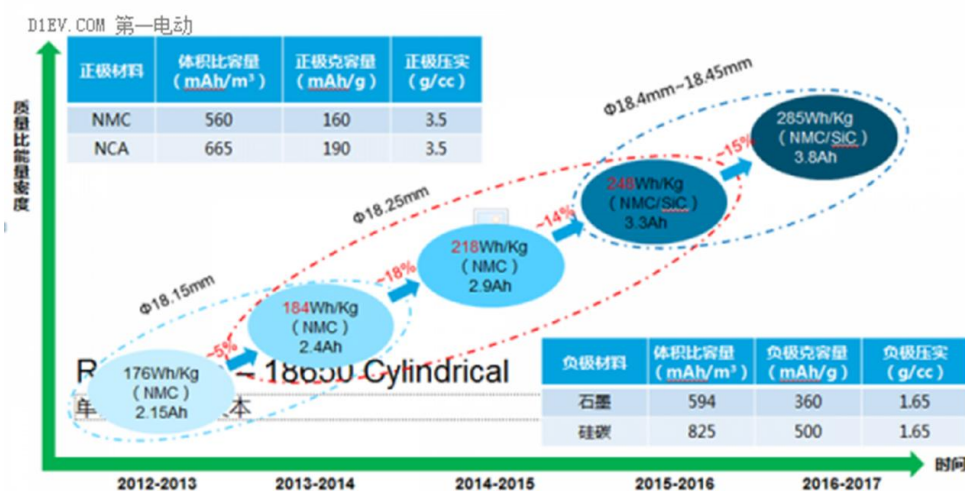 D1EV.COM 第一电动
质量比能量密度
正极材料 体积比容量（mAh/m³） 正极克容量（mAh/g） 正极压实（g/cc）
NMC 560 160 3.5
NCA 665 190 3.5
Φ18.4mm~18.45mm
285Wh/Kg
（NMC/SiC）
3.8Ah
~15%
Φ18.25mm
248Wh/Kg
（NMC/SiC）
3.3Ah
~14%
218Wh/Kg
（NMC）
2.9Ah
~18%
Φ18.15mm
184Wh/Kg
（NMC）
2.4Ah
~5%
176Wh/Kg
（NMC）
2.15Ah
R – 18650 Cylindrical
单 本
负极材料 体积比容量（mAh/m³） 负极克容量（mAh/g） 负极压实（g/cc）
石墨 594 360 1.65
硅碳 825 500 1.65
时间
2012-2013 2013-2014 2014-2015 2015-2016 2016-2017